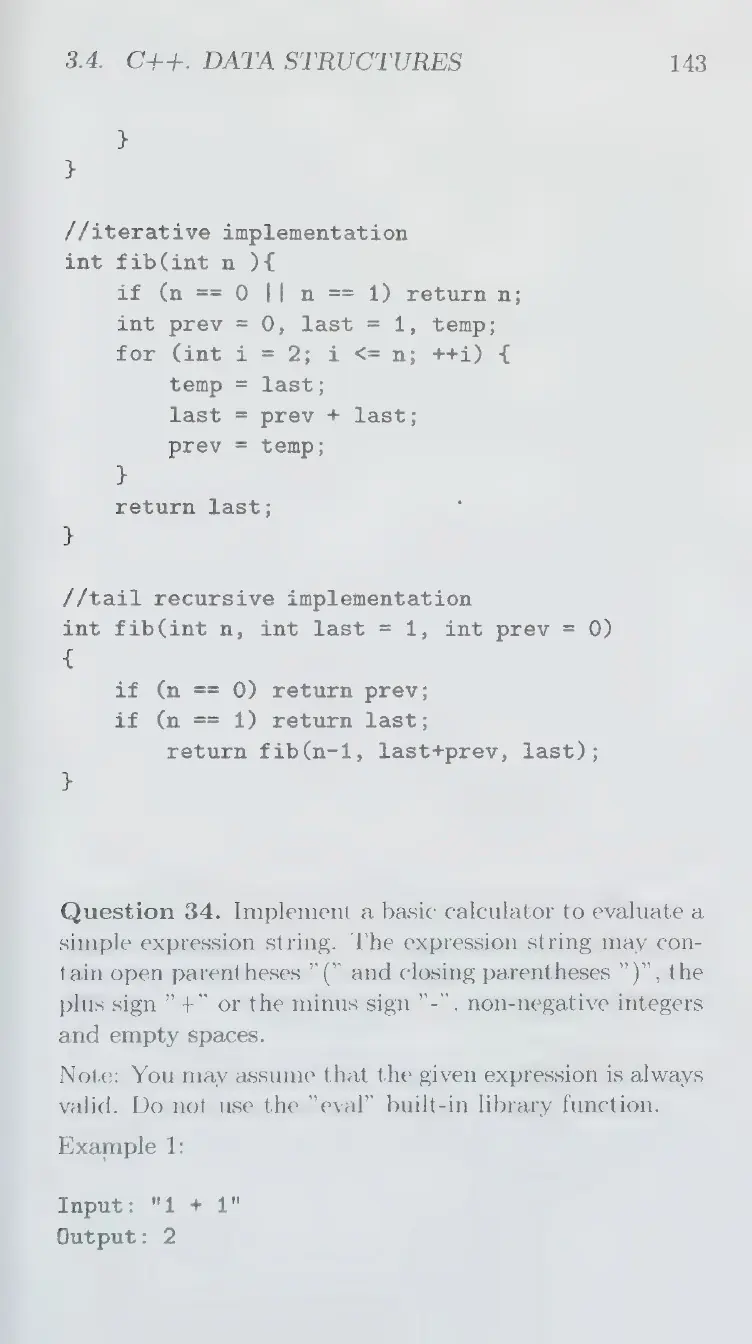 3.4. C++. DATA STRUCTURES 143
}
}
//iterative implementation
int fib(int n ){
if (n == 0 || n == 1) return n;
int prev = 0, last = 1, temp;
for (int i = 2; i <= n; ++i) {
temp = last;
last = prev + last;
prev = temp;
}
return last;
}
//tail recursive implementation
int fib(int n, int last = 1, int prev = 0)
{
if (n == 0) return prev;
if (n == 1) return last;
return fib(n-1, last+prev, last);
}
Question 34. Implement a basic calculator to evaluate a
simple expression string. The expression string may con-
tain open parentheses "(" and closing parentheses ")", the
plus sign "+" or the minus sign "-", non-negative integers
and empty spaces.
Note: You may assume that the given expression is always
valid. Do not use the "eval" built-in library function.
Example 1:
Input: "1 + 1"
Output: 2